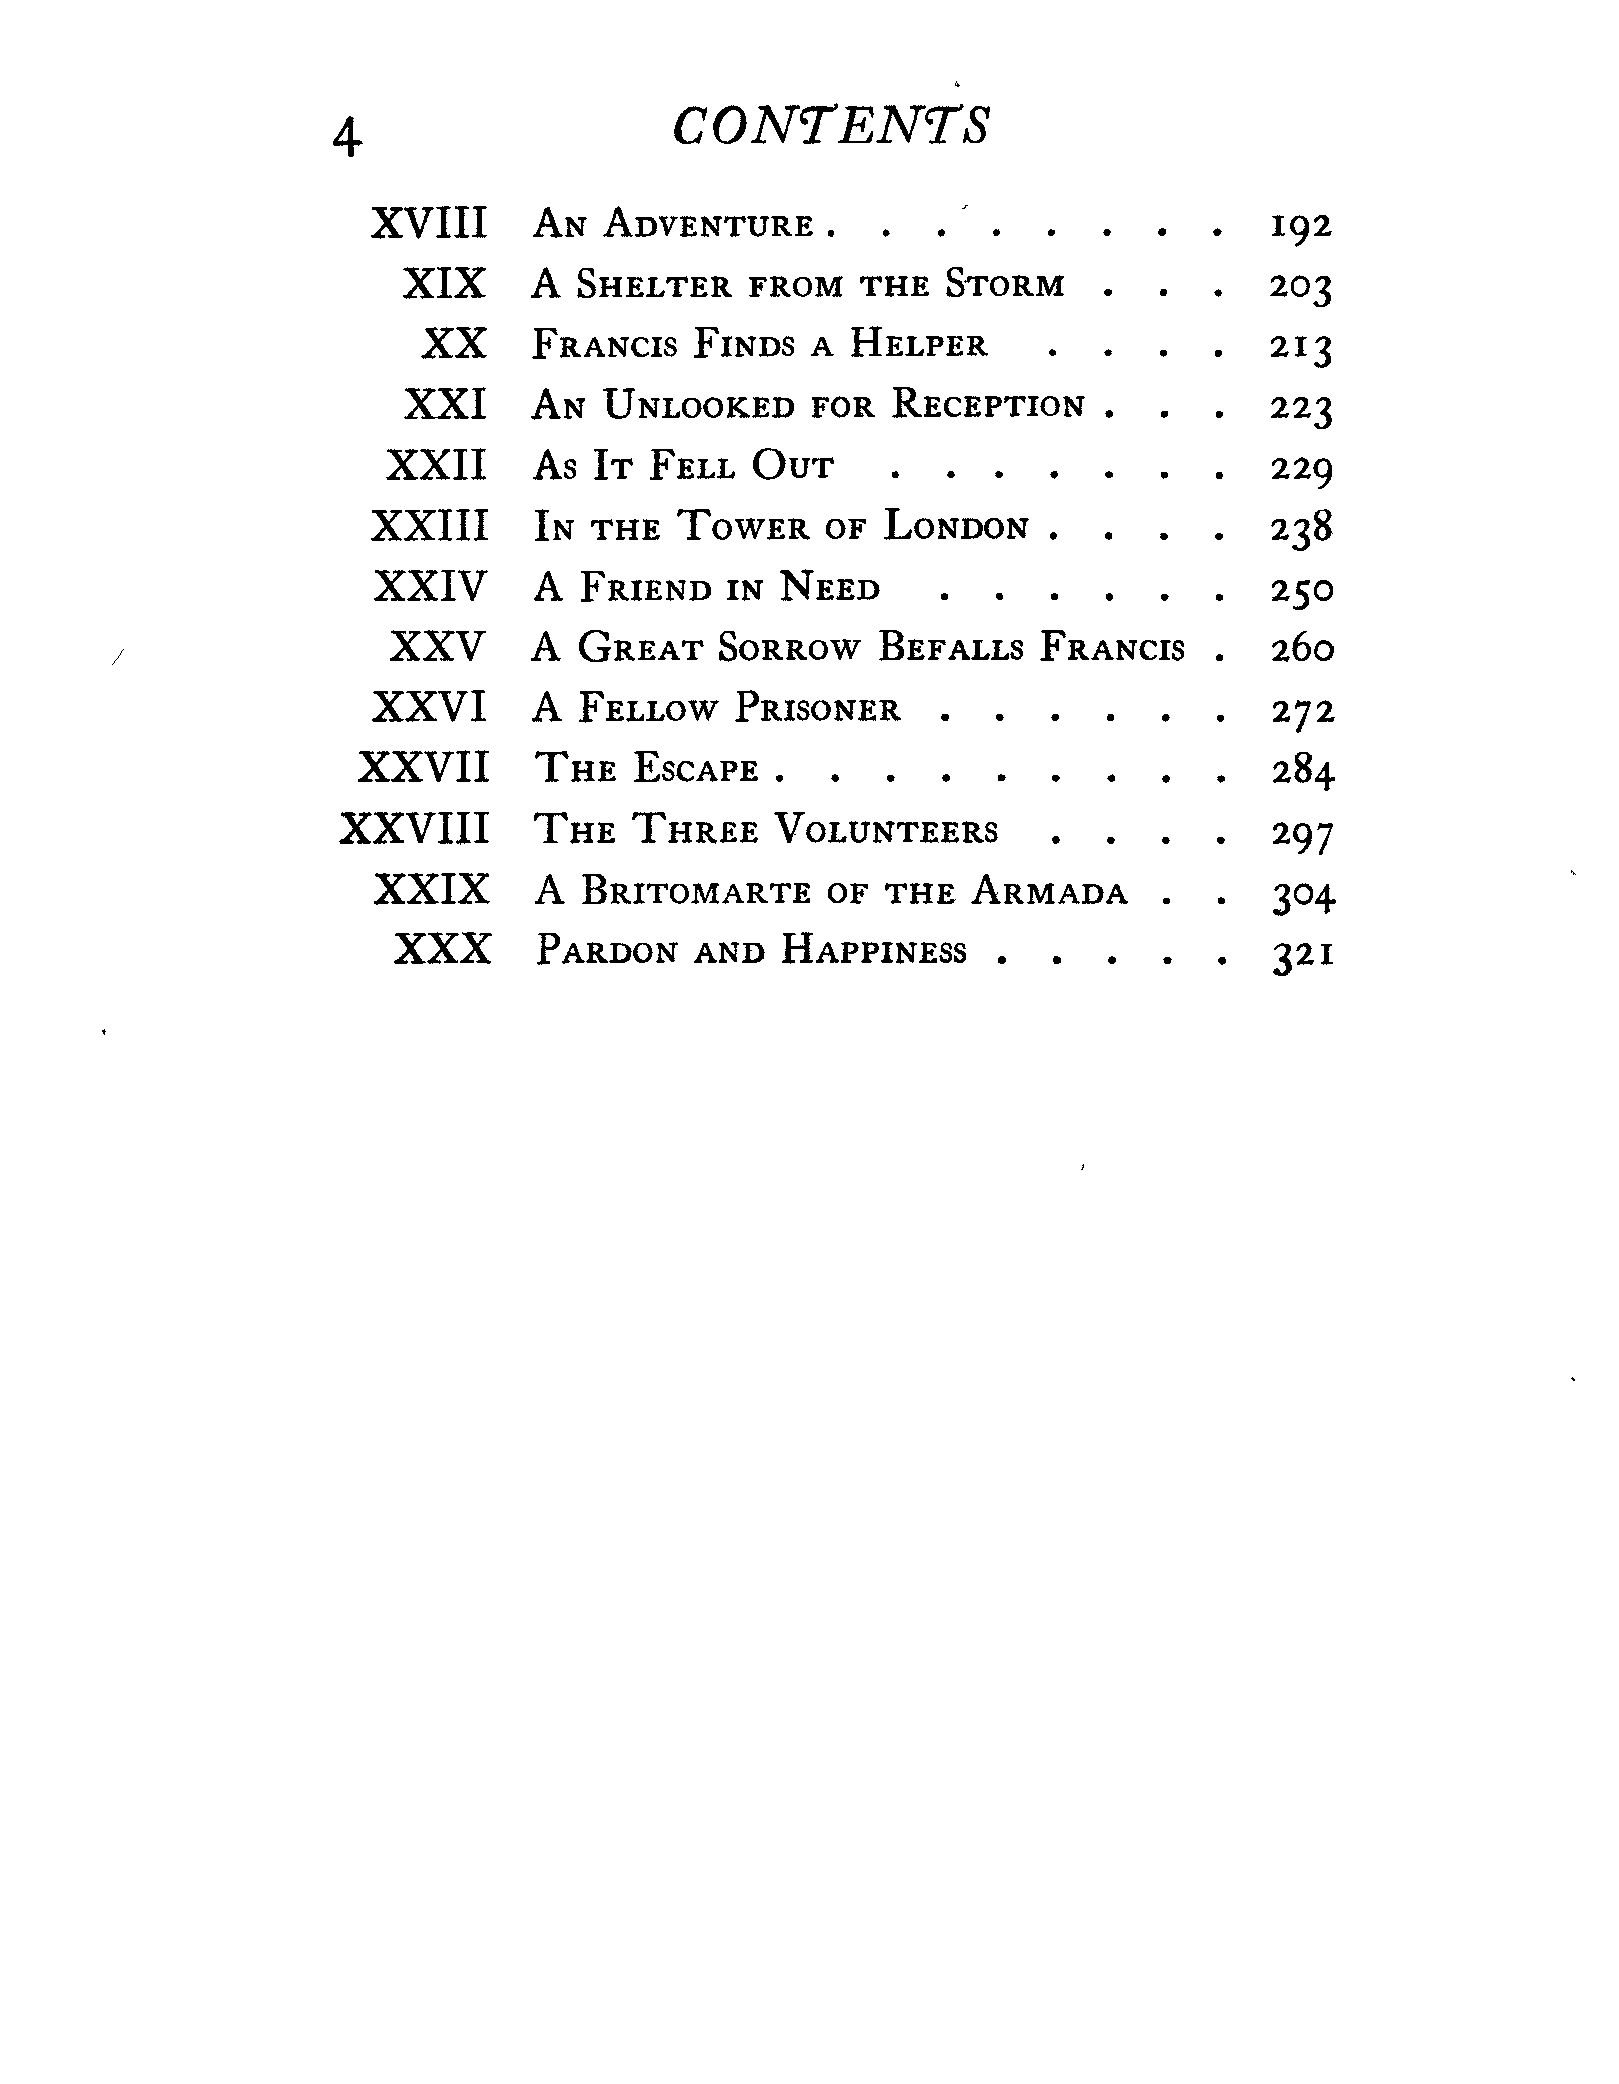 4 CONTENTS
XVIII An Adventure . . . . . . . . 192
XIX A Shelter from the Storm . . . 203
XX Francis Finds a Helper . . . . 213
XXI An Unlooked for Reception . . . 223
XXII As It Fell Out . . . . . . . 229
XXIII In the Tower of London . . . . 238
XXIV A Friend in Need . . . . . . 250
XXV A Great Sorrow Befalls Francis . 260
XXVI A Fellow Prisoner . . . . . . 272
XXVII The Escape . . . . . . . . . 284
XXVIII The Three Volunteers . . . . 297
XXIX A Britomarte of the Armada . . 304
XXX Pardon and Happiness . . . . . 321